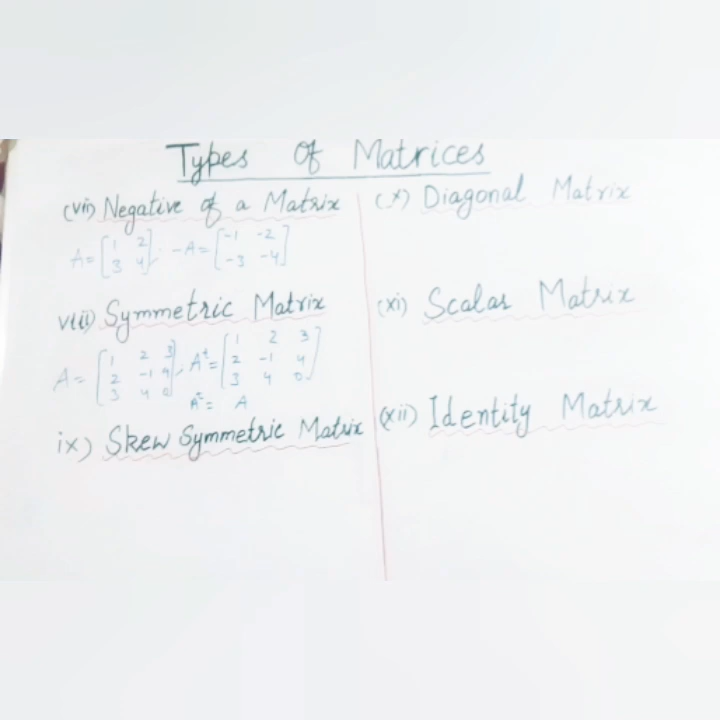 Types of Matrices
(vii) Negative of a Matrix
A = [1 2
3 4], -A = [-1 -2
-3 -4]
viii) Symmetric Matrix
A = [1 2 3
2 -1 4
3 4 0], Aᵗ = [1 2 3
2 -1 4
3 4 0]
Aᵗ = A
ix) Skew Symmetric Matrix
(x) Diagonal Matrix
(xi) Scalar Matrix
(xii) Identity Matrix